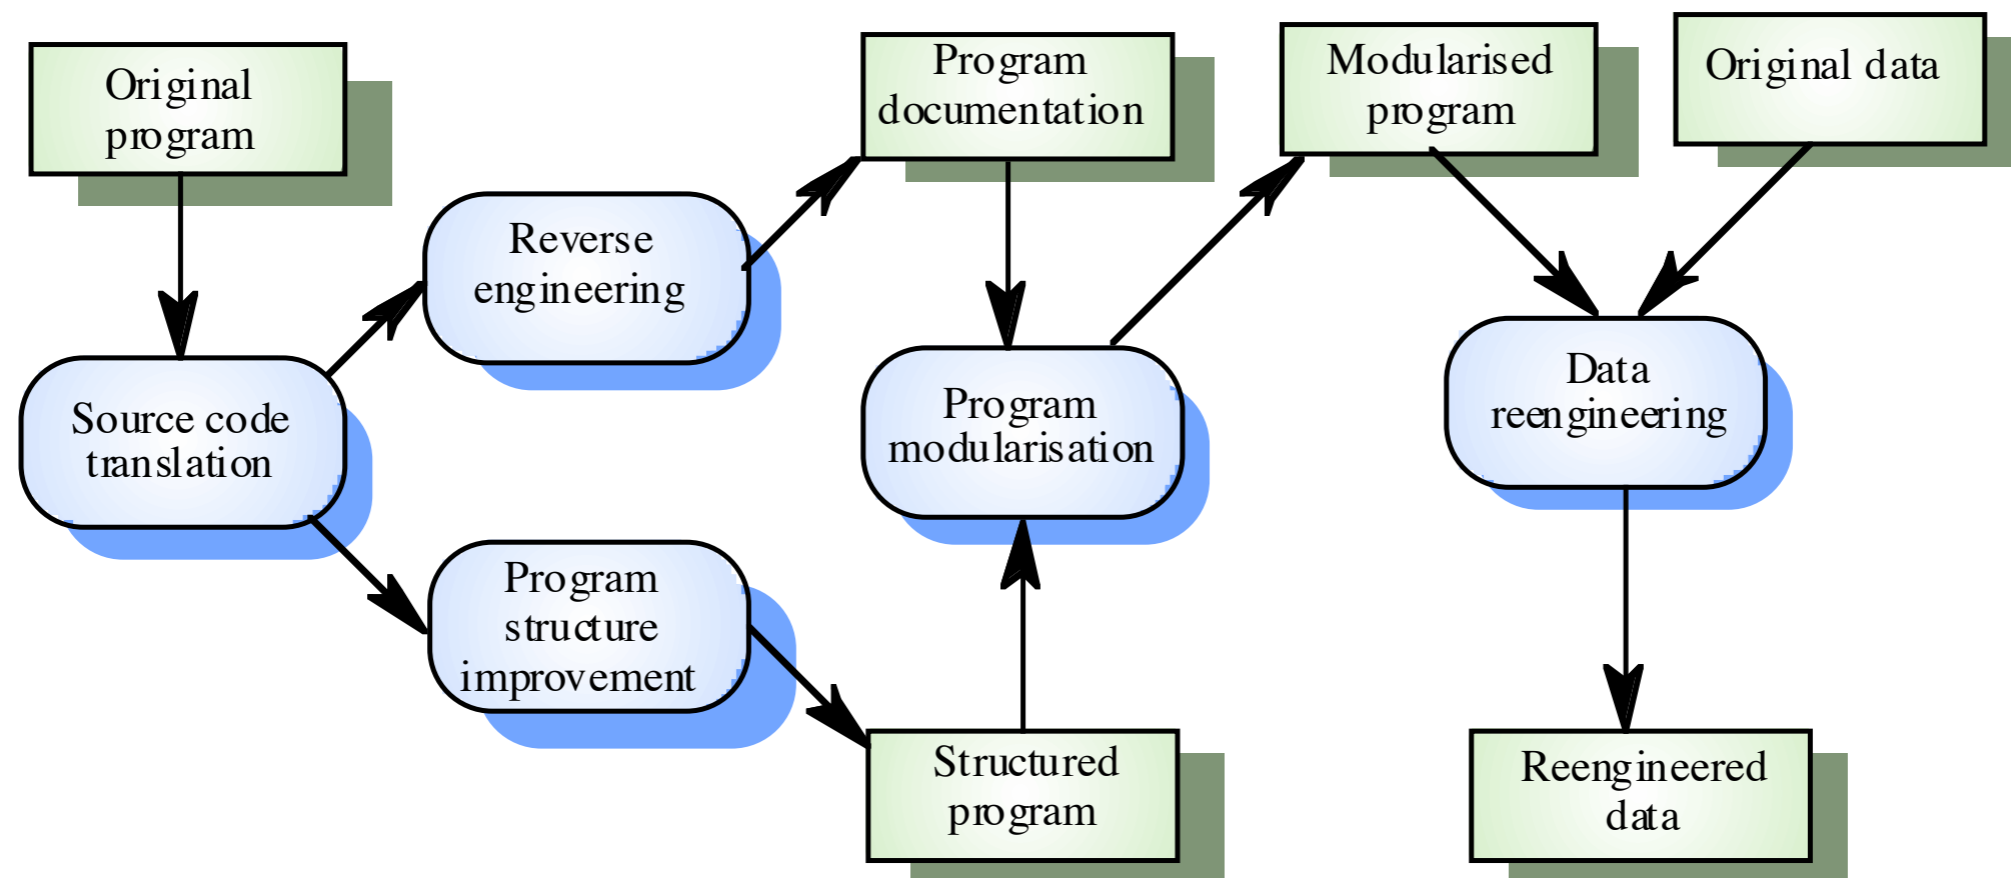 Original
program
Program
documentation
Modularised
program
Original data
Reverse
engineering
Source code
translation
Program
modularisation
Data
reengineering
Program
structure
improvement
Structured
program
Reengineered
data